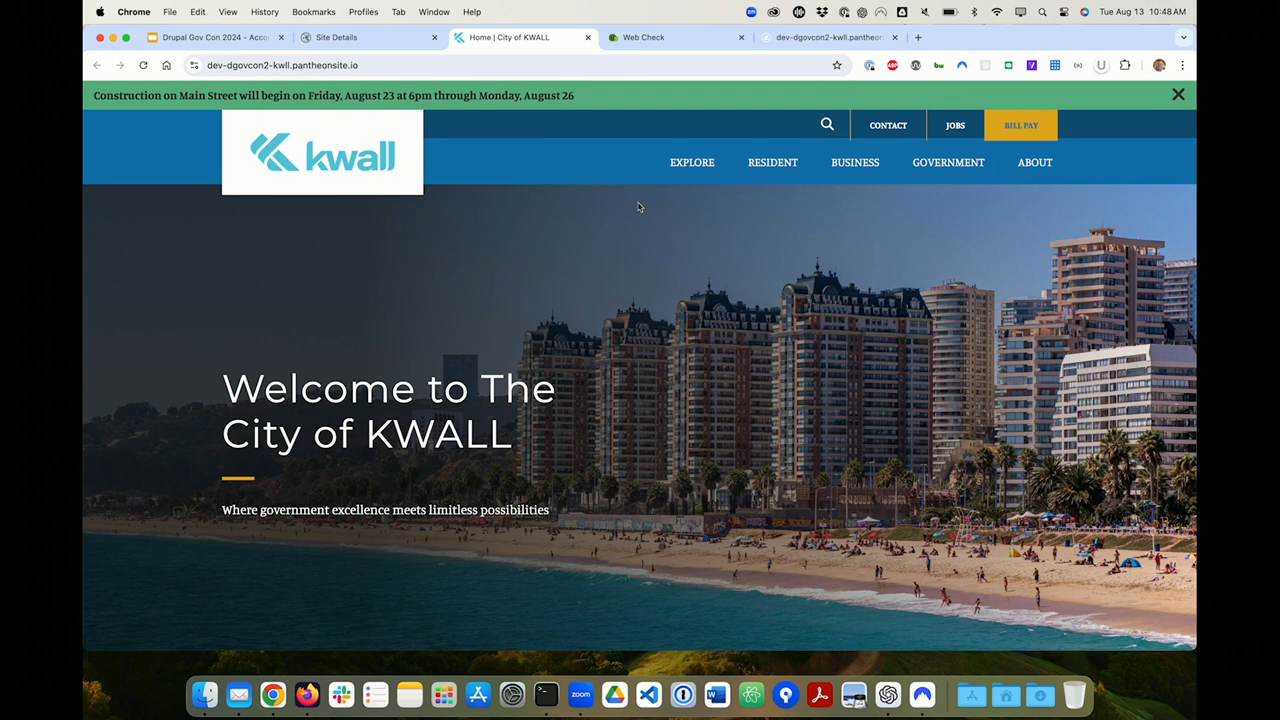 Chrome File Edit View History Bookmarks Profiles Tab Window Help Tue Aug 13 10:48 AM
Drupal Gov Con 2024 - Acco Site Details Home | City of KWALL Web Check dev-dgovcon2-kwll.pantheon
dev-dgovcon2-kwll.pantheonsite.io
Construction on Main Street will begin on Friday, August 23 at 6pm through Monday, August 26
CONTACT JOBS BILL PAY
kwall
EXPLORE RESIDENT BUSINESS GOVERNMENT ABOUT
Welcome to The
City of KWALL
Where government excellence meets limitless possibilities
zoom